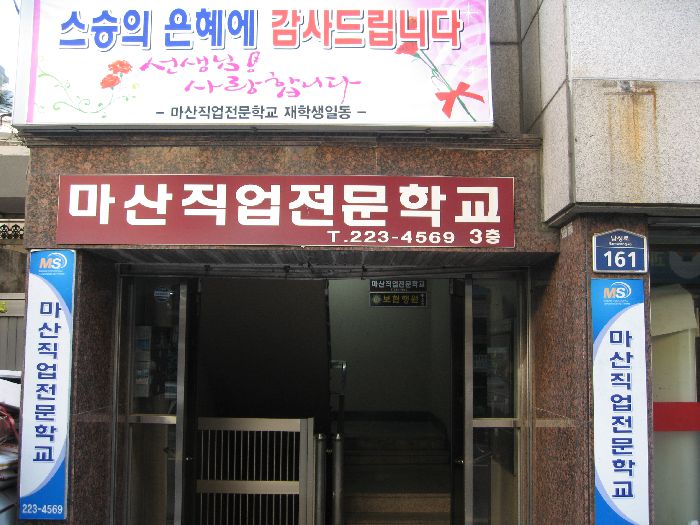 스승의 은혜에 감사드립니다
선생님! 사랑합니다
- 마산직업전문학교 재학생일동 -
마산직업전문학교
T.223-4569 3층
MS
마산직업전문학교
223-4569
마산직업전문학교
161
MS
마산직업전문학교